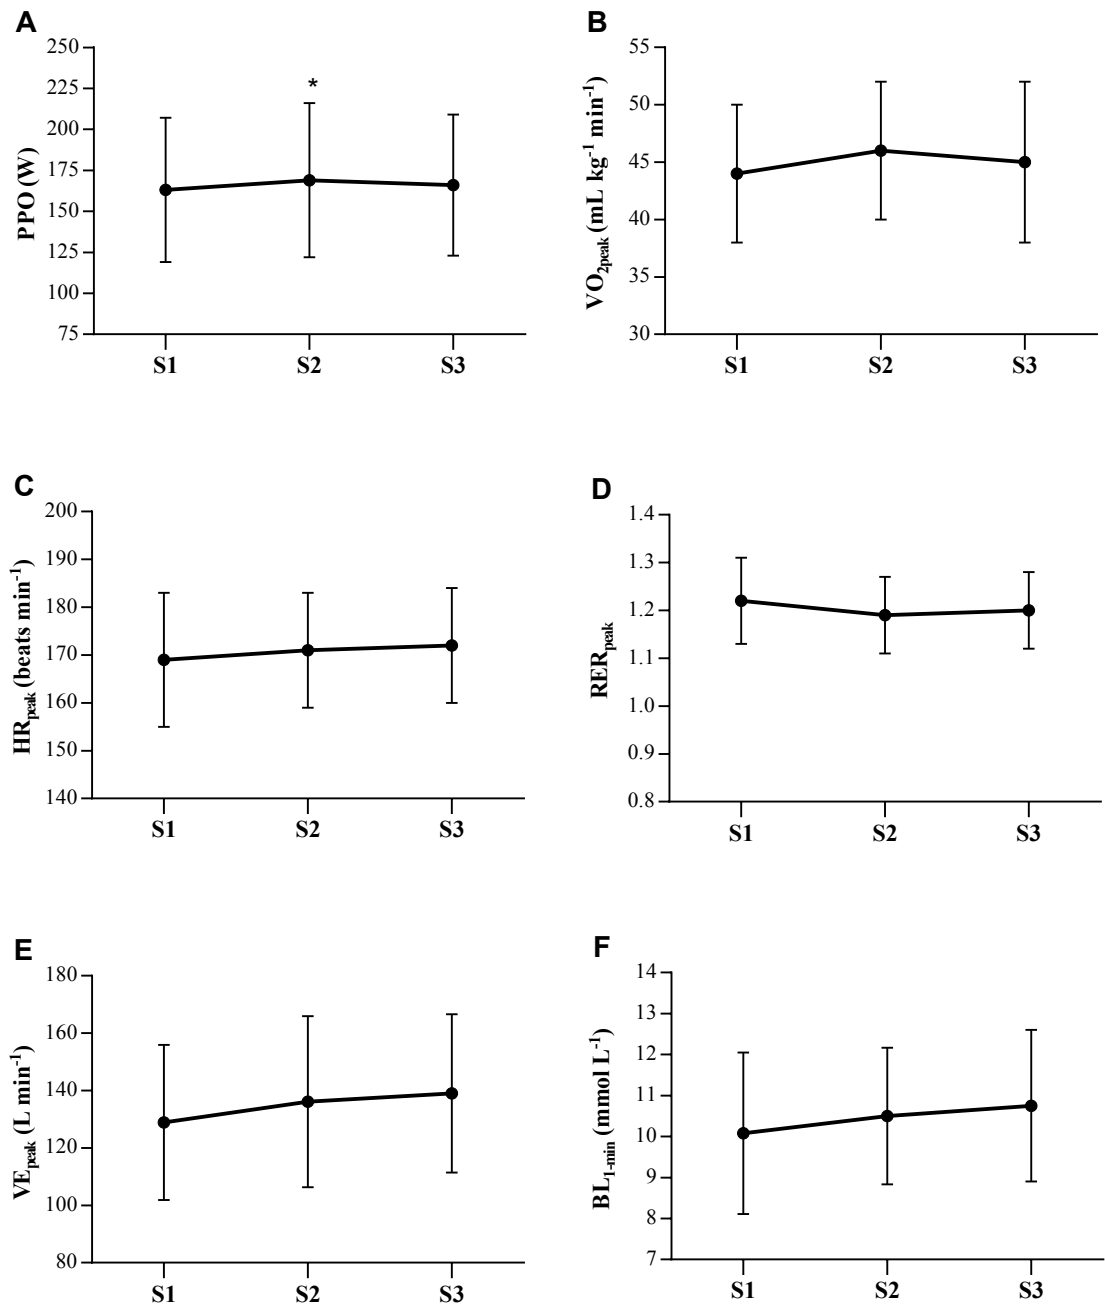 A
PPO (W)
250
225
200
175
150
125
100
75
*
S1 S2 S3
B
VO2peak (mL kg-1 min-1)
55
50
45
40
35
30
S1 S2 S3
C
HRpeak (beats min-1)
200
190
180
170
160
150
140
S1 S2 S3
D
RERpeak
1.4
1.3
1.2
1.1
1.0
0.9
0.8
S1 S2 S3
E
VEpeak (L min-1)
180
160
140
120
100
80
S1 S2 S3
F
BL1-min (mmol L-1)
14
13
12
11
10
9
8
7
S1 S2 S3